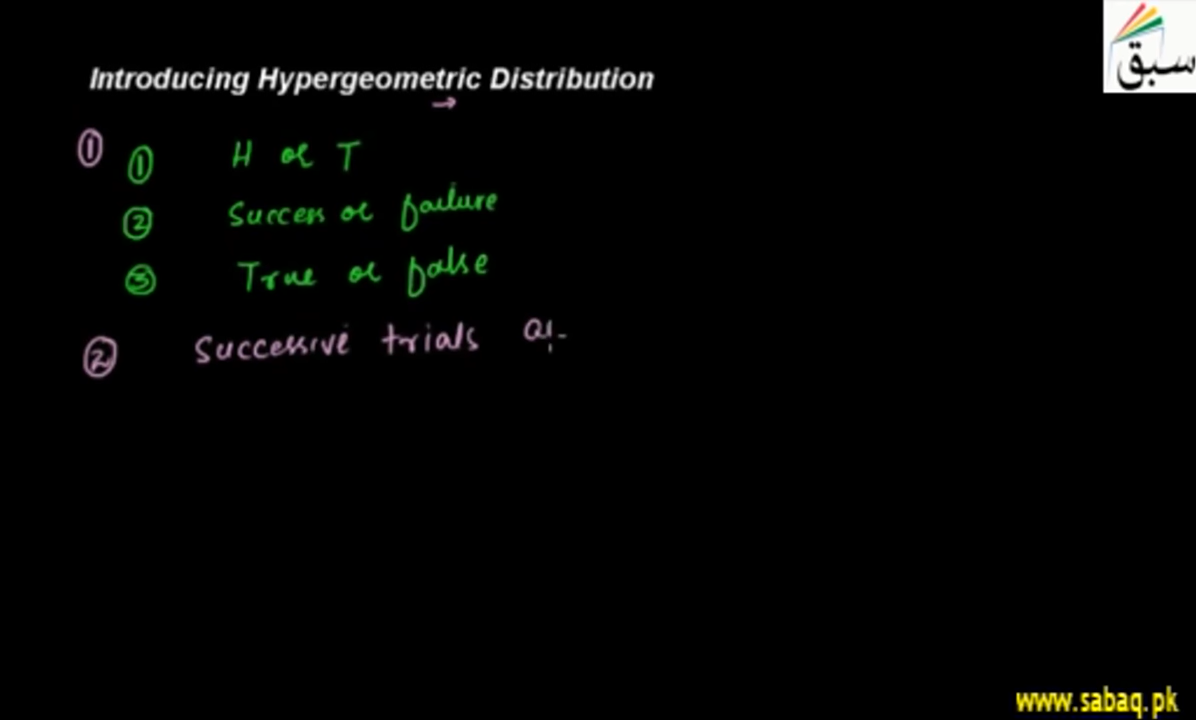 سبق
Introducing Hypergeometric Distribution
① ① H or T
② Success or failure
③ True or false
② Successive trials
www.sabaq.pk